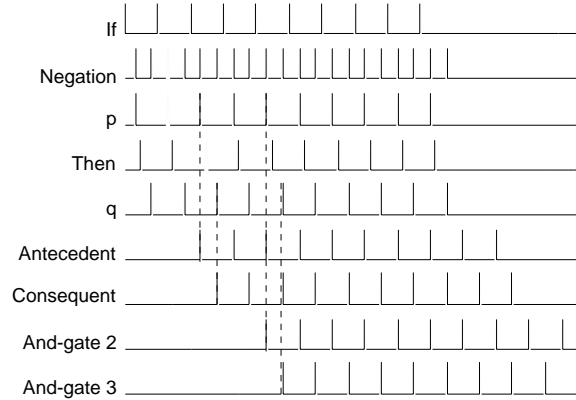 If
Negation
p
Then
q
Antecedent
Consequent
And-gate 2
And-gate 3